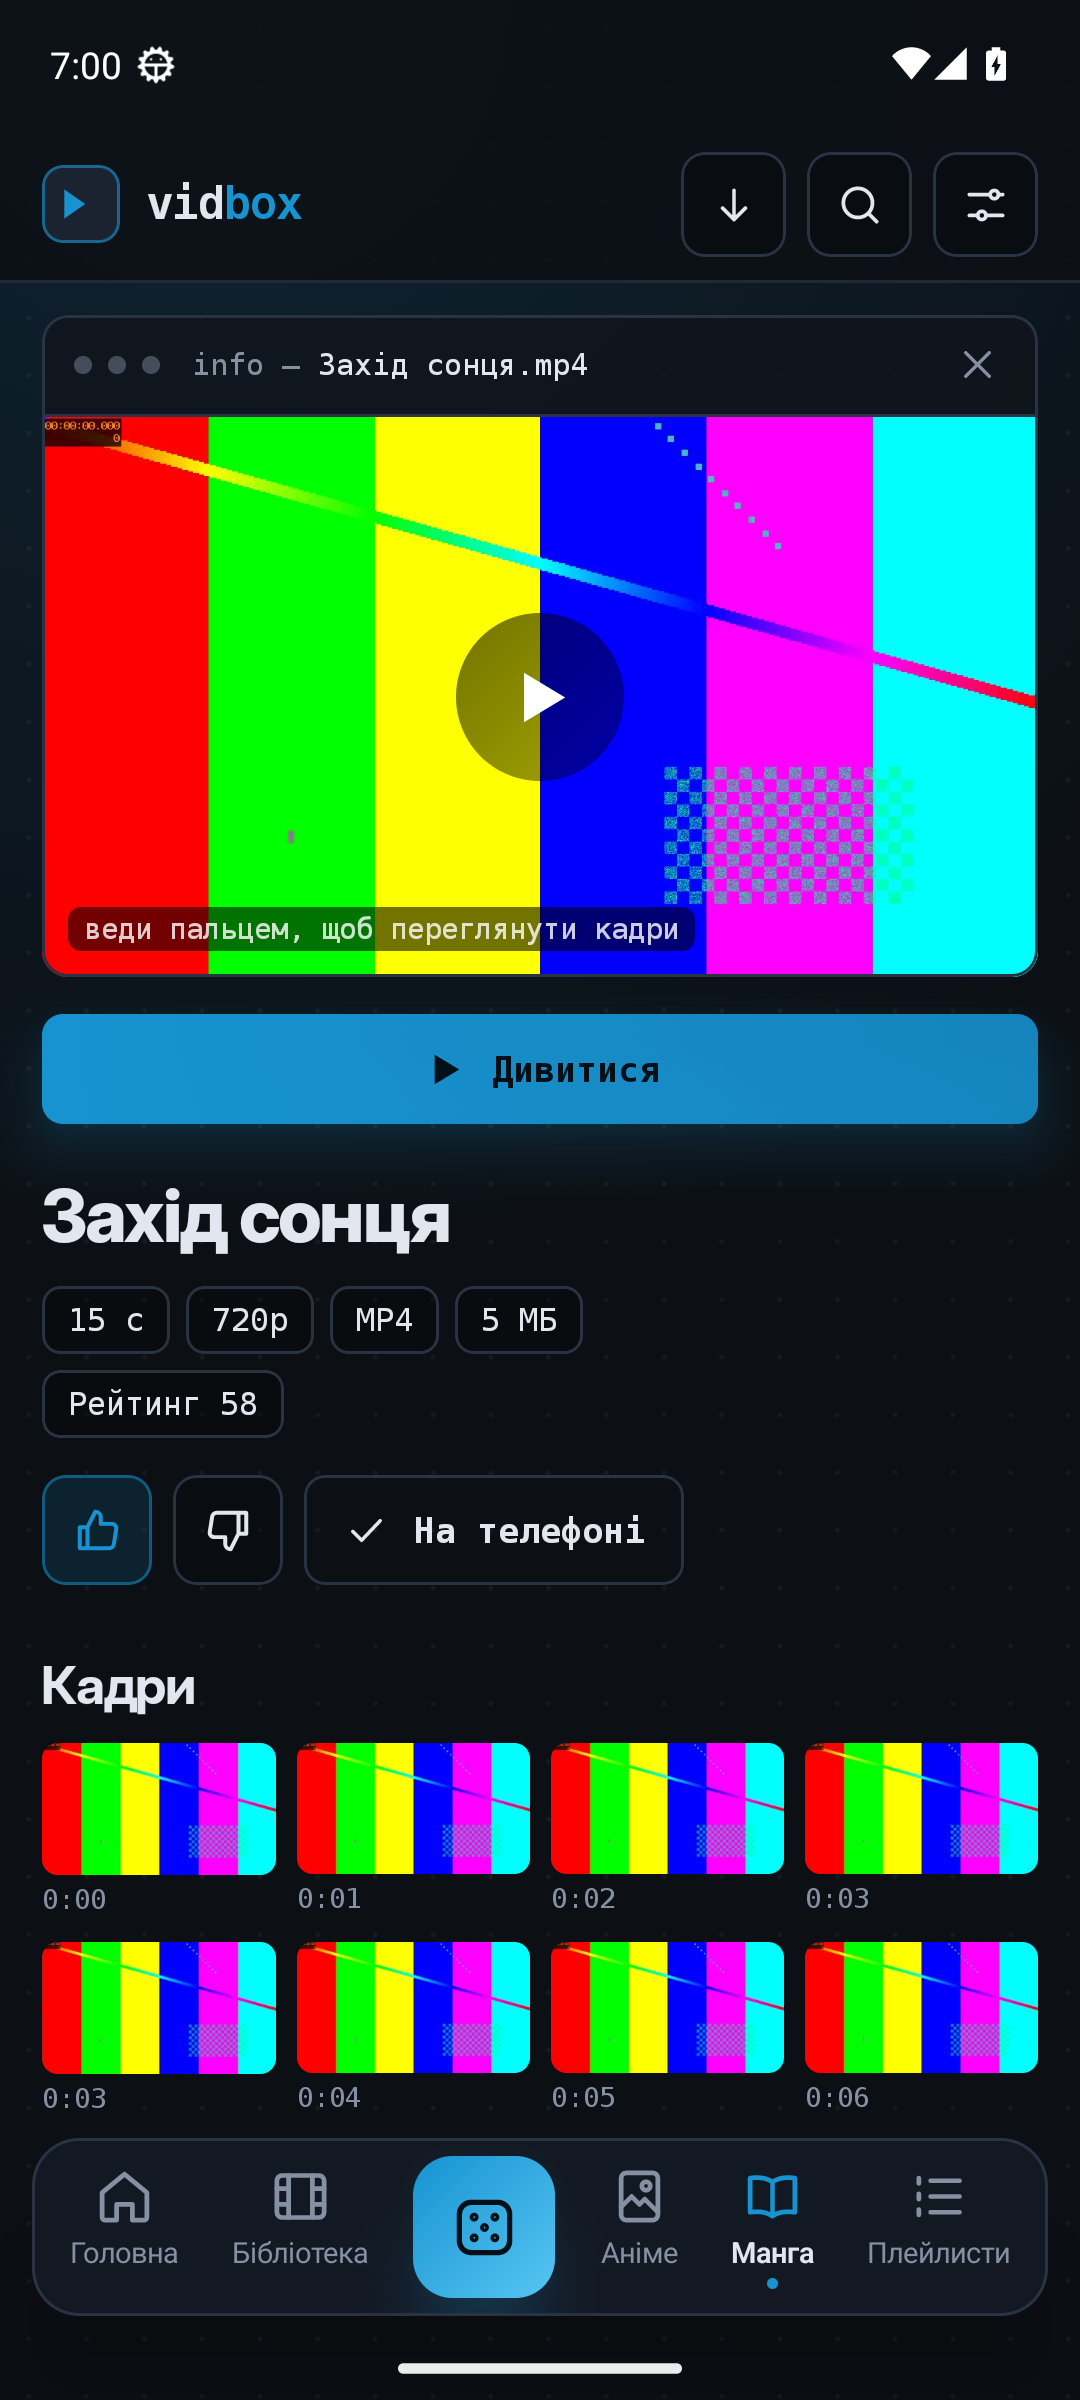 7:00
vidbox
info — Захід сонця.mp4
00:00:00.000
0
веди пальцем, щоб переглянути кадри
Дивитися
Захід сонця
15 с 720p MP4 5 МБ
Рейтинг 58
На телефоні
Кадри
0:00 0:01 0:02 0:03
0:03 0:04 0:05 0:06
Головна Бібліотека Аніме Манга Плейлисти